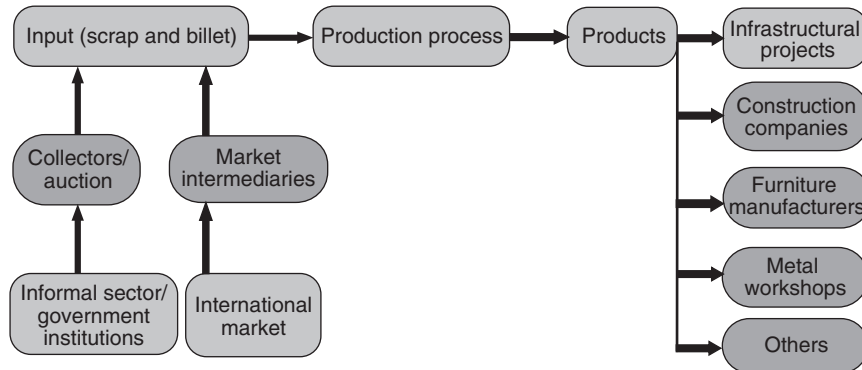 Input (scrap and billet)
Production process
Products
Infrastructural
projects
Construction
companies
Collectors/
auction
Market
intermediaries
Furniture
manufacturers
Metal
workshops
Informal sector/
government
institutions
International
market
Others